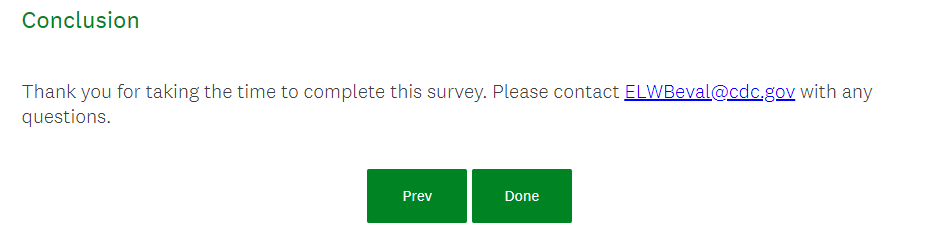 Conclusion
Thank you for taking the time to complete this survey. Please contact ELWBeval@cdc.gov with any
questions.
Prev Done